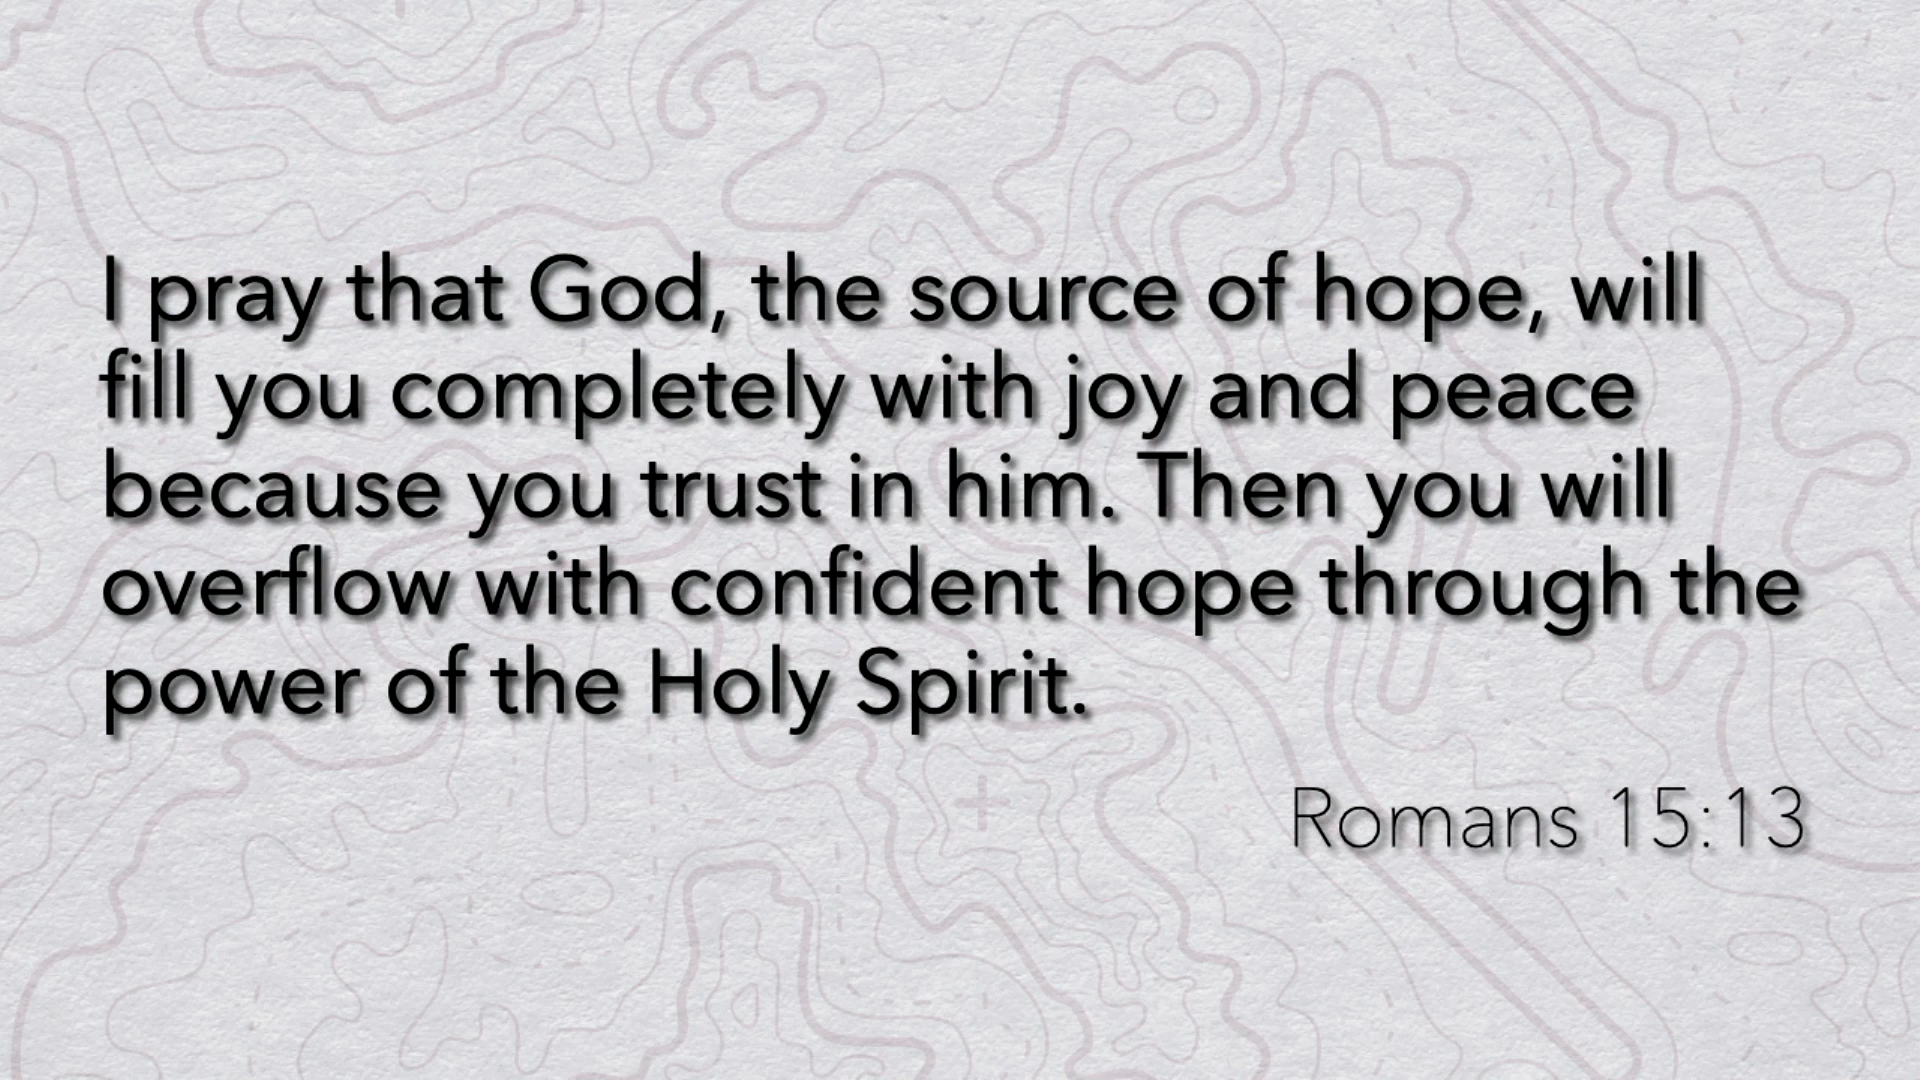 I pray that God, the source of hope, will
fill you completely with joy and peace
because you trust in him. Then you will
overflow with confident hope through the
power of the Holy Spirit.
Romans 15:13